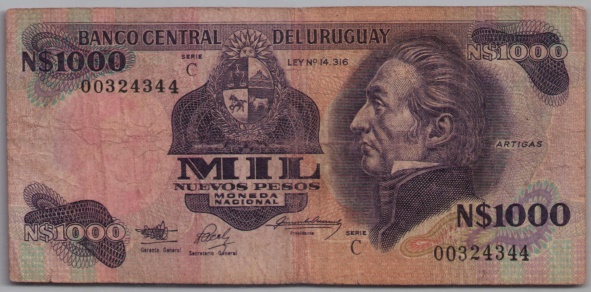 BANCO CENTRAL DEL URUGUAY
N$1000
N$1000
SERIE
C
LEY Nº 14.316
00324344
ARTIGAS
MIL
NUEVOS PESOS
MONEDA
NACIONAL
N$1000
N$1000
Gerente General
Secretario General
Presidente
SERIE
C
00324344